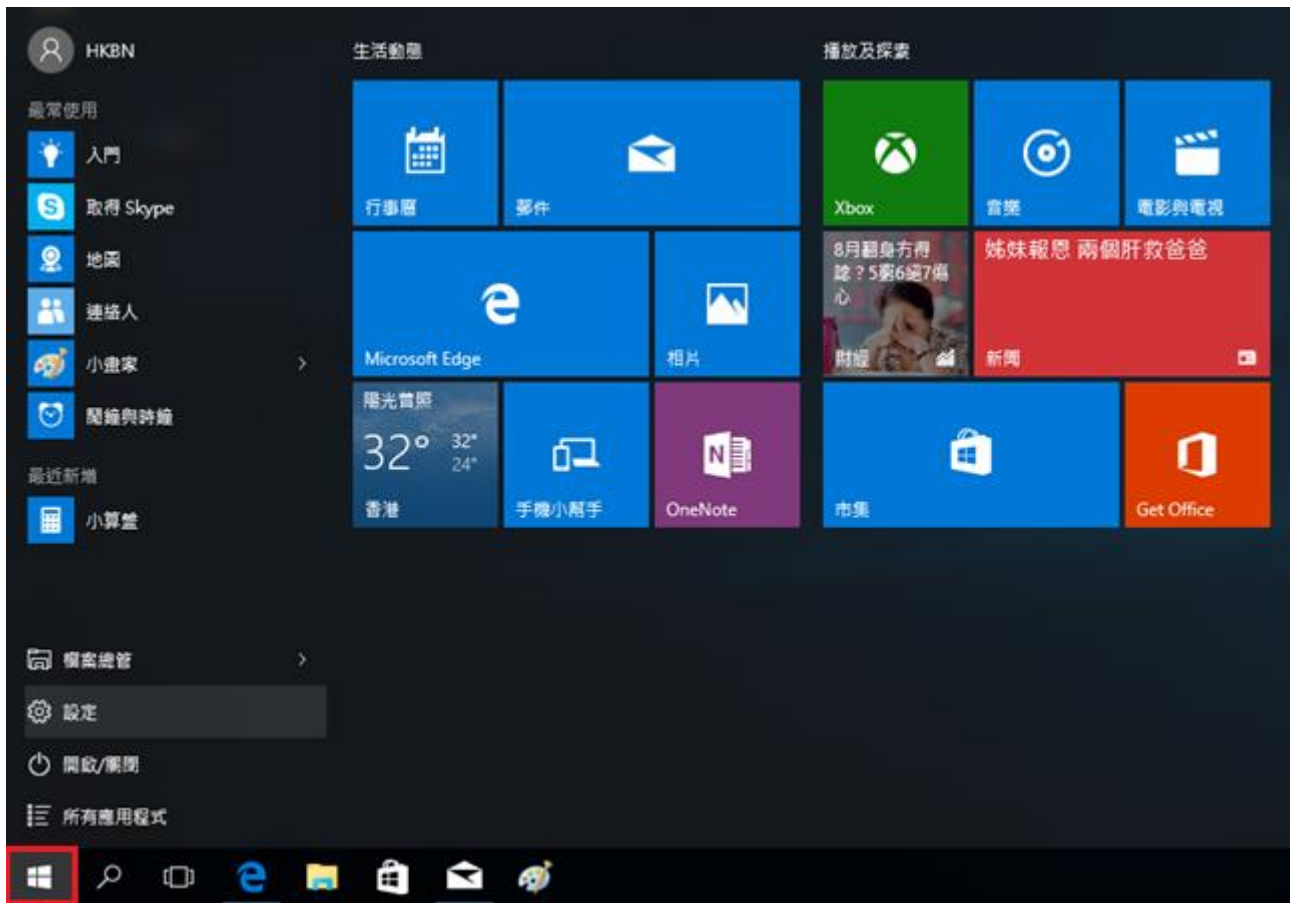 HKBN
最常使用
入門
取得 Skype
地圖
連絡人
小畫家
鬧鐘與時鐘
最近新增
小算盤
檔案總管
設定
開啟/關閉
所有應用程式
生活動態
行事曆
郵件
Microsoft Edge
相片
陽光普照
32°
32°
24°
香港
手機小幫手
OneNote
播放及探索
Xbox
音樂
電影與電視
8月翻身冇得
諗？5窮6絕7傷
心
財經
姊妹報恩 兩個肝救爸爸
新聞
市集
Get Office